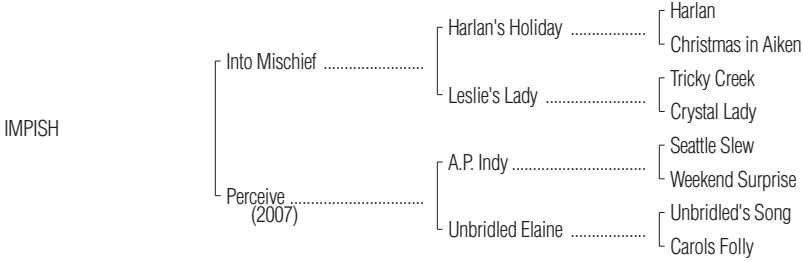 Harlan
Harlan's Holiday ....................
Christmas in Aiken
Into Mischief ........................
Tricky Creek
Leslie's Lady ..........................
Crystal Lady
IMPISH
Seattle Slew
A.P. Indy ...................................
Weekend Surprise
Perceive ...................................
(2007)
Unbridled's Song
Unbridled Elaine ....................
Carols Folly